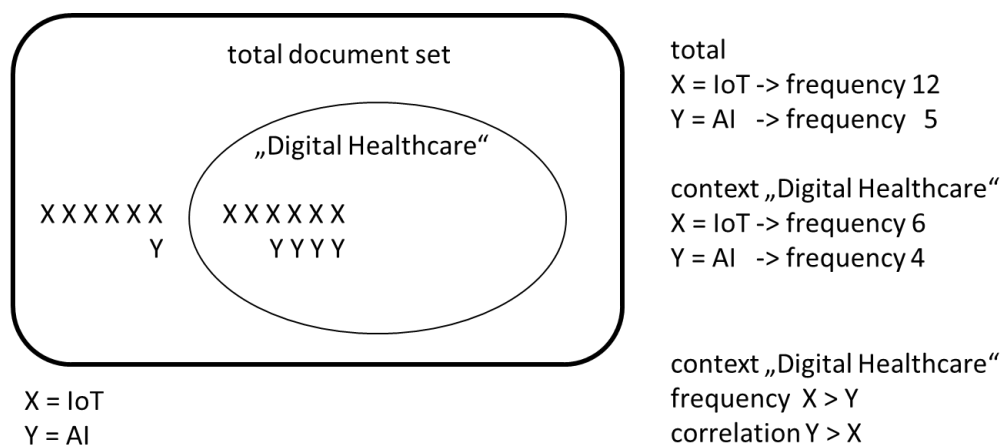 total document set
„Digital Healthcare“
X X X X X X X X X X X X
Y Y Y Y Y
X = IoT
Y = AI
total
X = IoT -> frequency 12
Y = AI -> frequency 5
context „Digital Healthcare“
X = IoT -> frequency 6
Y = AI -> frequency 4
context „Digital Healthcare“
frequency X > Y
correlation Y > X